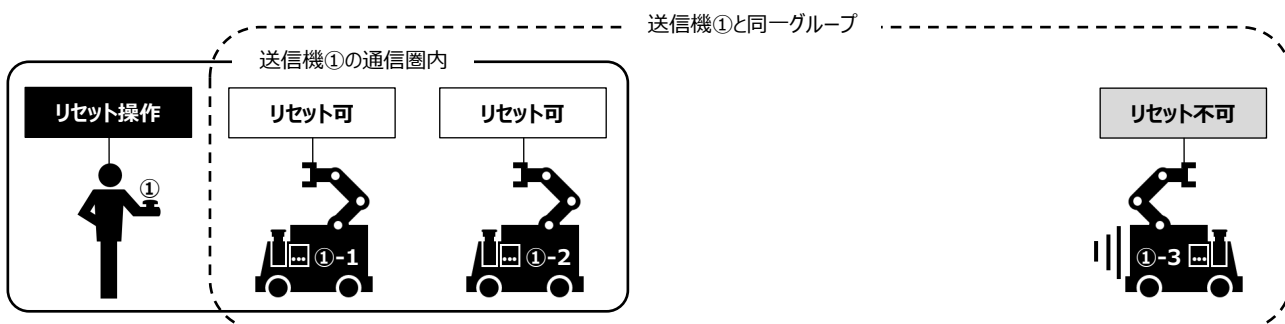 送信機①と同一グループ
送信機①の通信圏内
リセット操作
リセット可
リセット可
リセット不可
①
①-1
①-2
①-3